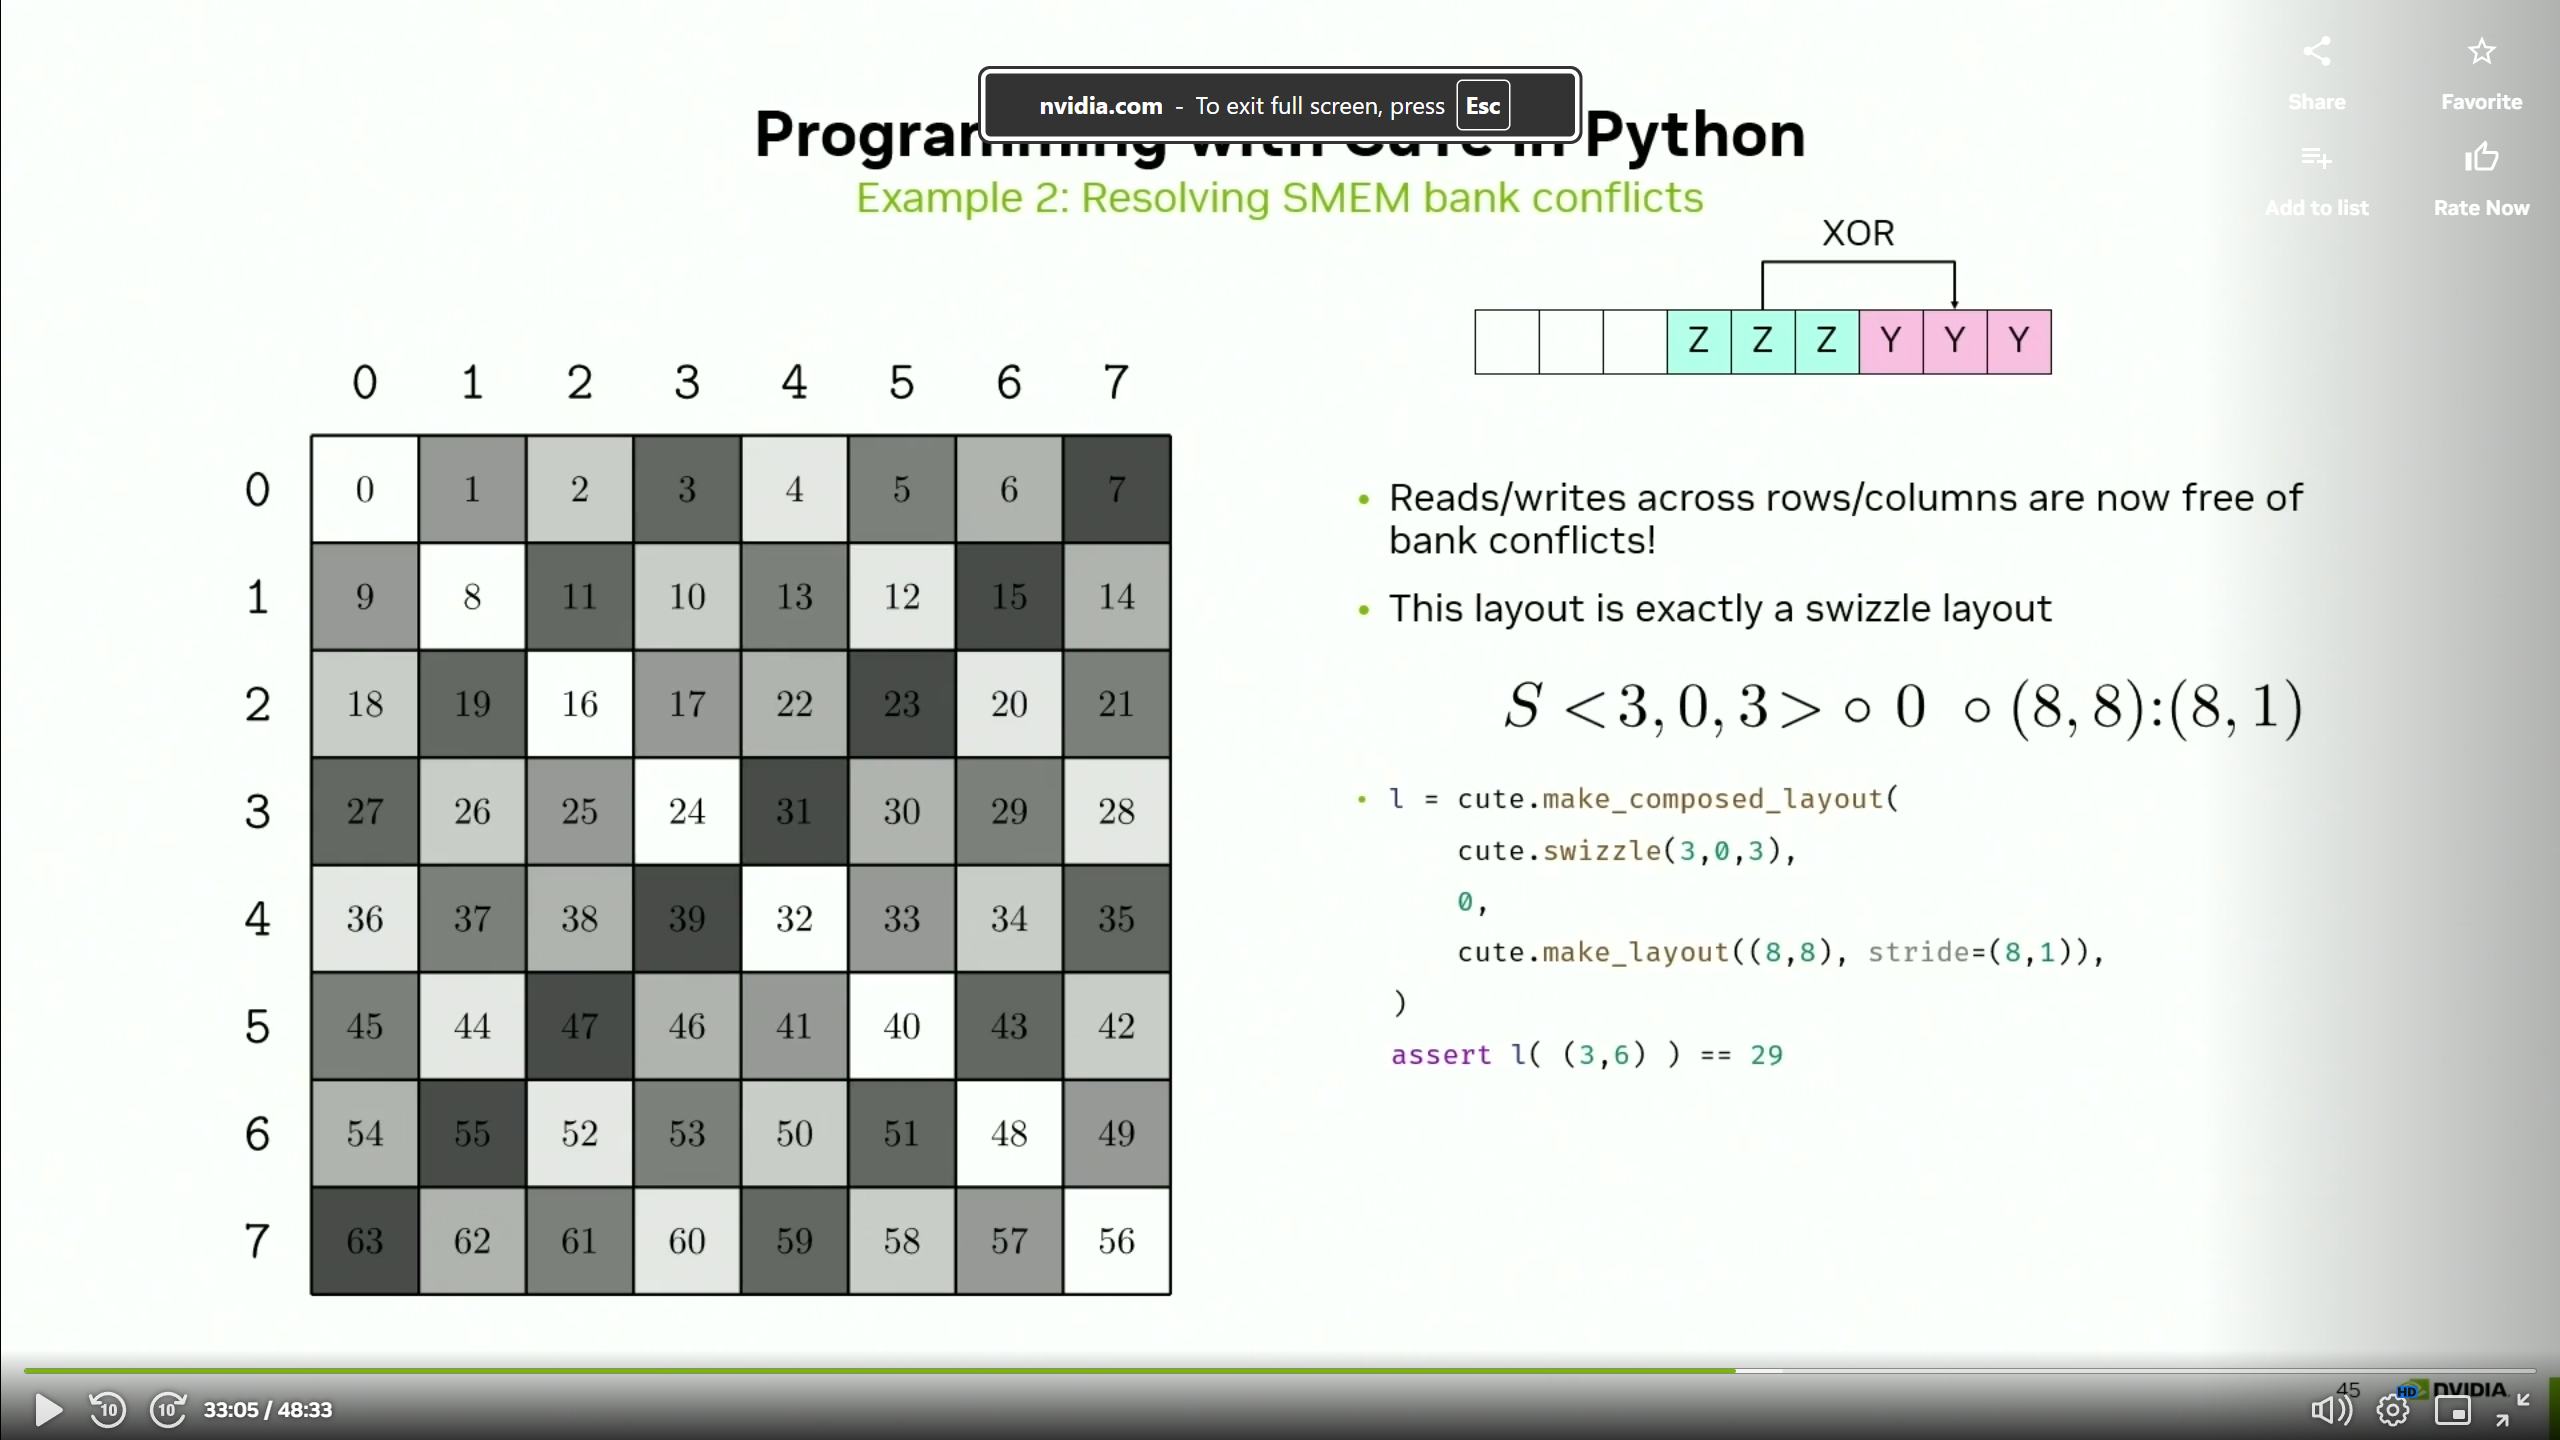 Share
Favorite
nvidia.com - To exit full screen, press Esc
Programming with CuTe in Python
Add to list
Rate Now
Example 2: Resolving SMEM bank conflicts
XOR
Z Z Z Y Y Y
0 1 2 3 4 5 6 7
0 0 1 2 3 4 5 6 7
1 9 8 11 10 13 12 15 14
2 18 19 16 17 22 23 20 21
3 27 26 25 24 31 30 29 28
4 36 37 38 39 32 33 34 35
5 45 44 47 46 41 40 43 42
6 54 55 52 53 50 51 48 49
7 63 62 61 60 59 58 57 56
• Reads/writes across rows/columns are now free of
bank conflicts!
• This layout is exactly a swizzle layout
S <3,0,3> ∘ 0 ∘ (8,8):(8,1)
• l = cute.make_composed_layout(
cute.swizzle(3,0,3),
0,
cute.make_layout((8,8), stride=(8,1)),
)
assert l( (3,6) ) == 29
10
10
33:05 / 48:33
45
HD
NVIDIA